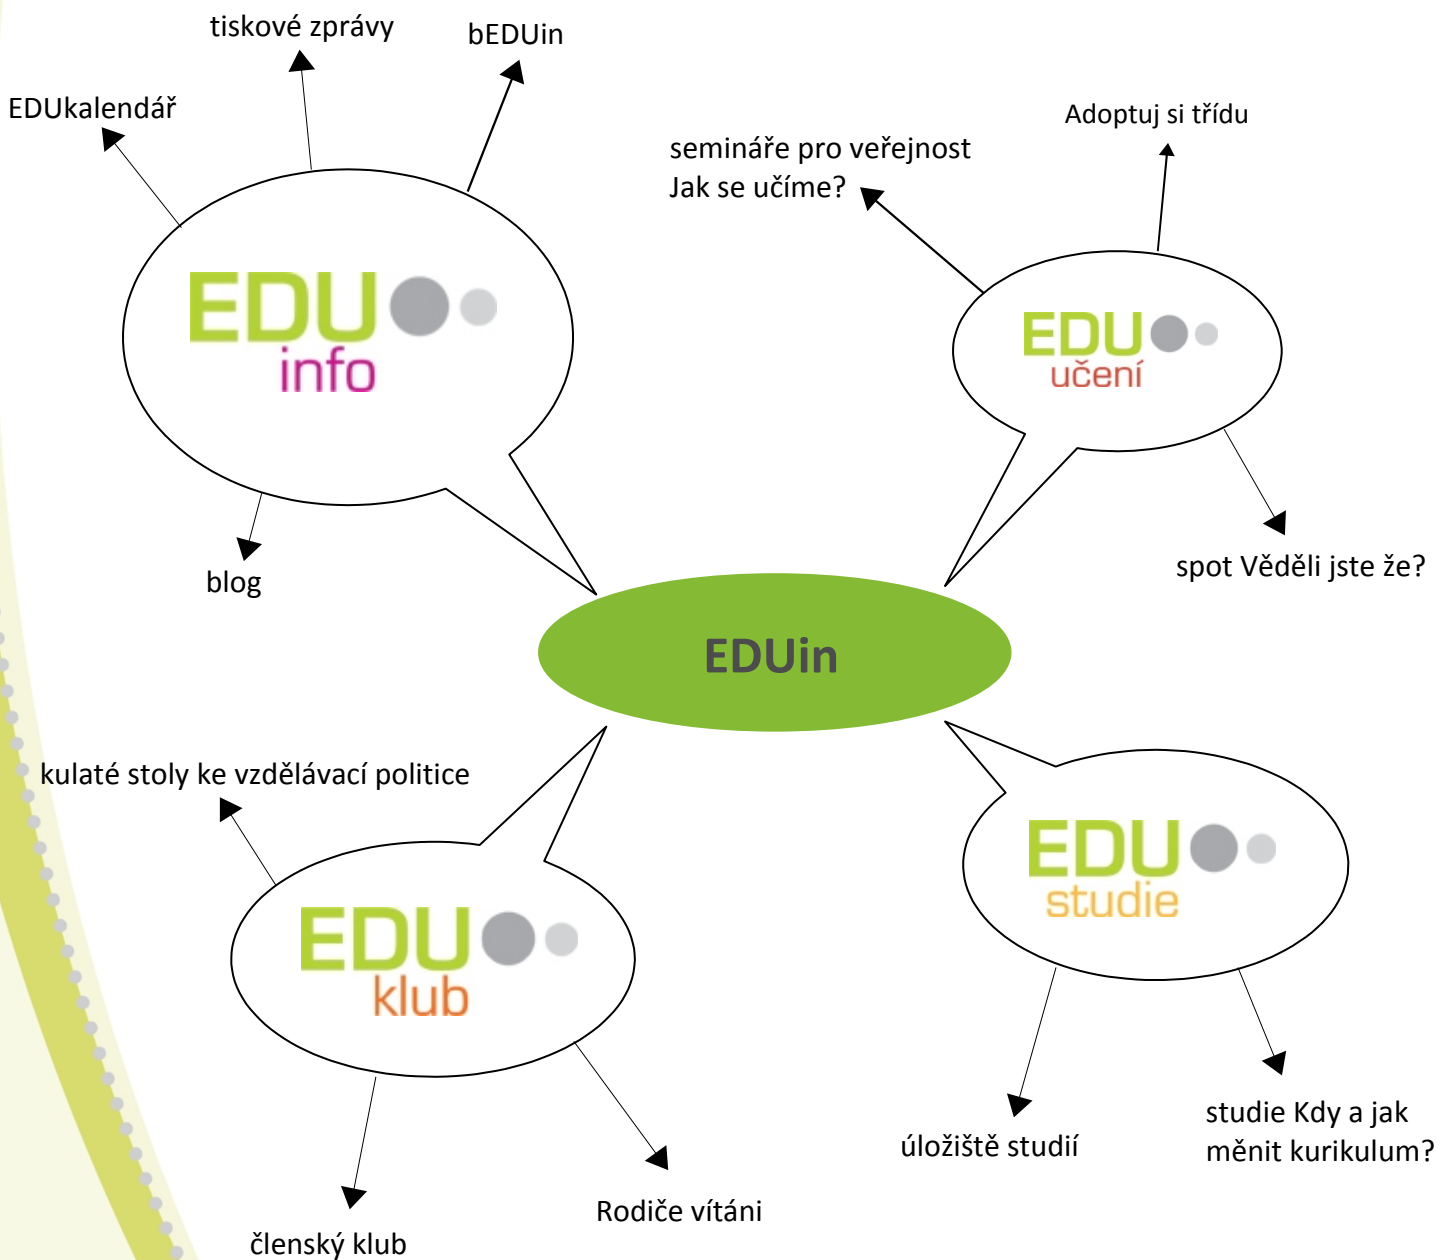 tiskové zprávy
bEDUin
EDUkalendář
Adoptuj si třídu
semináře pro veřejnost
Jak se učíme?
EDU
info
EDU
učení
blog
spot Věděli jste že?
EDUin
kulaté stoly ke vzdělávací politice
EDU
studie
EDU
klub
studie Kdy a jak
měnit kurikulum?
úložiště studií
Rodiče vítáni
členský klub